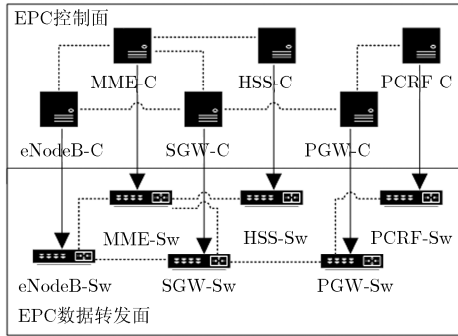 EPC控制面
MME-C
HSS-C
PCRF-C
eNodeB-C
SGW-C
PGW-C
MME-Sw
HSS-Sw
PCRF-Sw
eNodeB-Sw
SGW-Sw
PGW-Sw
EPC数据转发面